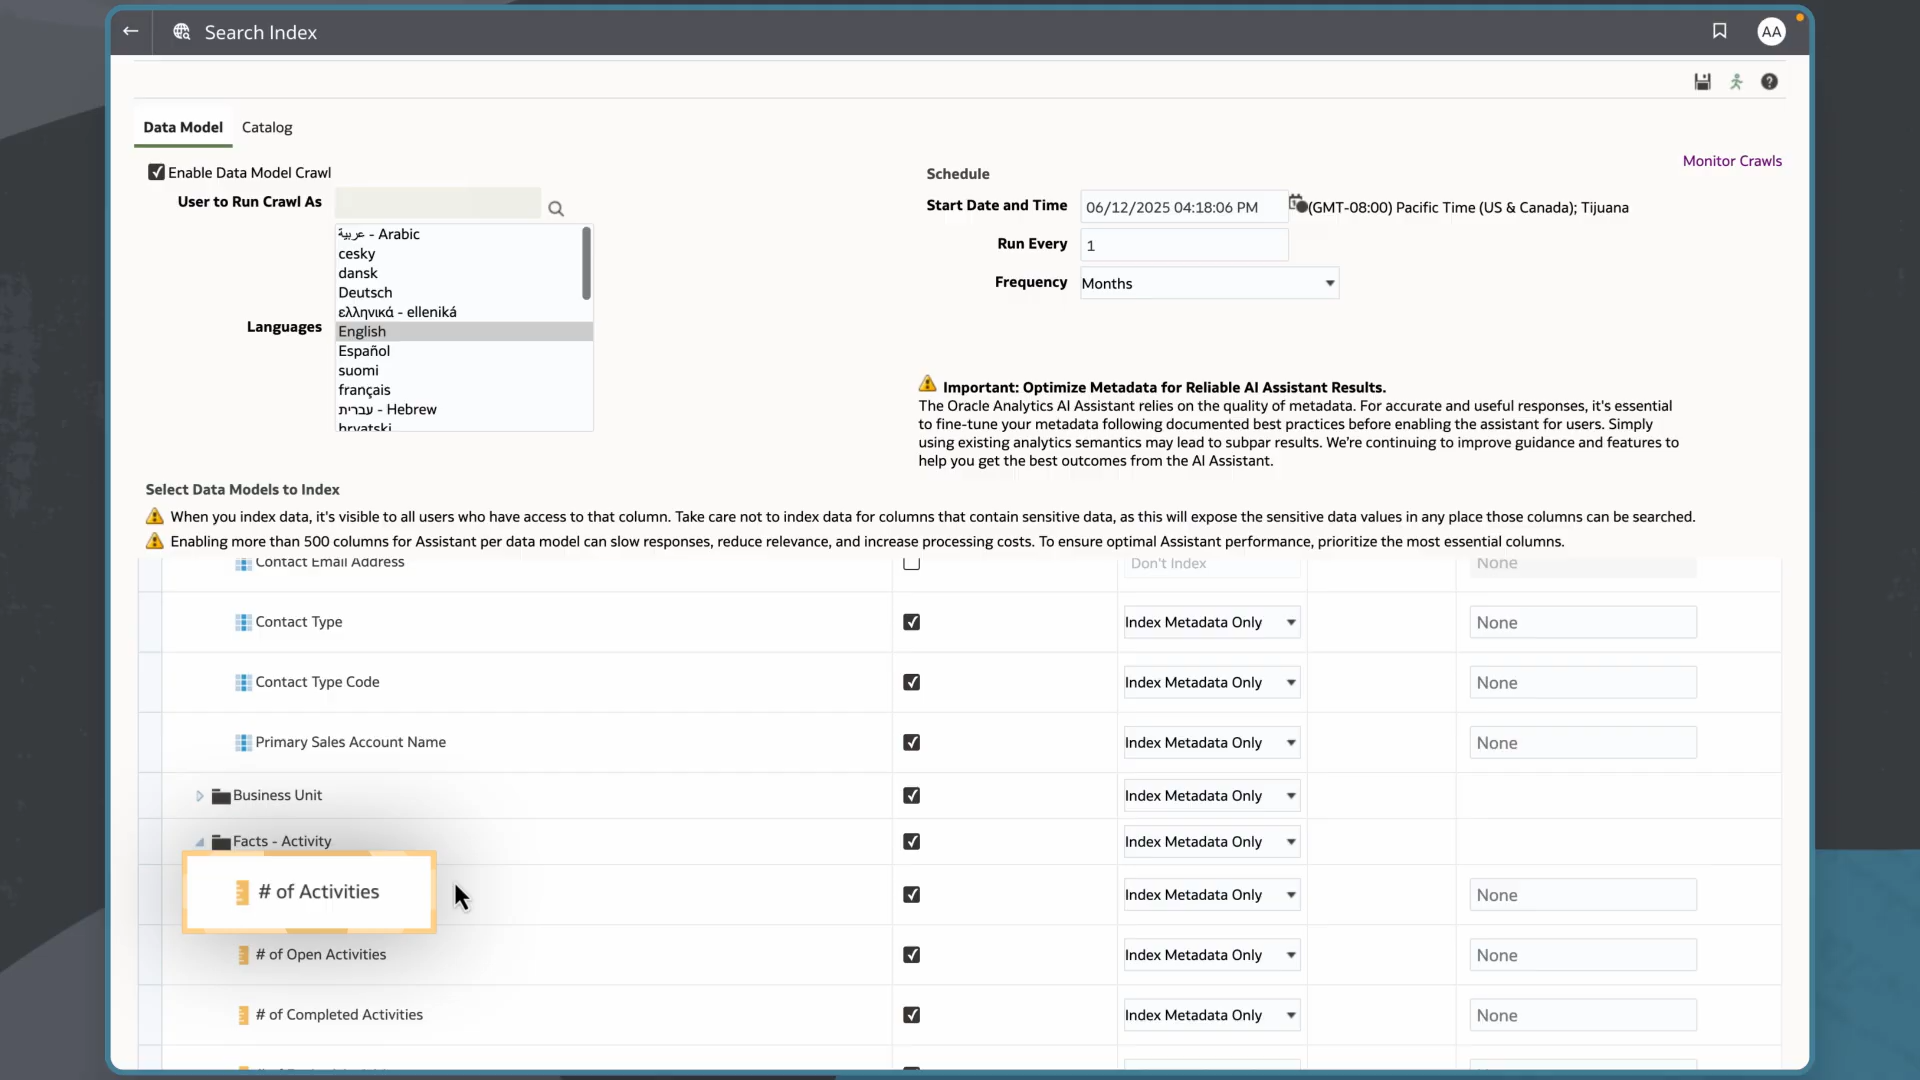 Search Index
AA
Data Model
Catalog
Monitor Crawls
Enable Data Model Crawl
User to Run Crawl As
Languages
عربية - Arabic
cesky
dansk
Deutsch
ελληνικά - elleniká
English
Español
suomi
français
עברית - Hebrew
hrvatski
Schedule
Start Date and Time
06/12/2025 04:18:06 PM
(GMT-08:00) Pacific Time (US & Canada); Tijuana
Run Every
1
Frequency
Months
Important: Optimize Metadata for Reliable AI Assistant Results.
The Oracle Analytics AI Assistant relies on the quality of metadata. For accurate and useful responses, it's essential
to fine-tune your metadata following documented best practices before enabling the assistant for users. Simply
using existing analytics semantics may lead to subpar results. We're continuing to improve guidance and features to
help you get the best outcomes from the AI Assistant.
Select Data Models to Index
When you index data, it's visible to all users who have access to that column. Take care not to index data for columns that contain sensitive data, as this will expose the sensitive data values in any place those columns can be searched.
Enabling more than 500 columns for Assistant per data model can slow responses, reduce relevance, and increase processing costs. To ensure optimal Assistant performance, prioritize the most essential columns.
Contact Email Address Don't Index None
Contact Type Index Metadata Only None
Contact Type Code Index Metadata Only None
Primary Sales Account Name Index Metadata Only None
Business Unit Index Metadata Only
Facts - Activity Index Metadata Only
# of Activities Index Metadata Only None
# of Open Activities Index Metadata Only None
# of Completed Activities Index Metadata Only None